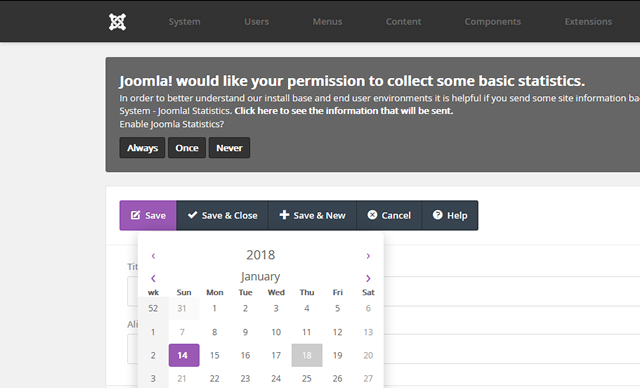 System Users Menus Content Components Extensions
Joomla! would like your permission to collect some basic statistics.
In order to better understand our install base and end user environments it is helpful if you send some site information ba
System - Joomla! Statistics. Click here to see the information that will be sent.
Enable Joomla Statistics?
Always Once Never
Save Save & Close Save & New Cancel Help
‹ 2018 ›
‹ January ›
wk Sun Mon Tue Wed Thu Fri Sat
52 31 1 2 3 4 5 6
1 7 8 9 10 11 12 13
2 14 15 16 17 18 19 20
3 21 22 23 24 25 26 27
Tit
Ali